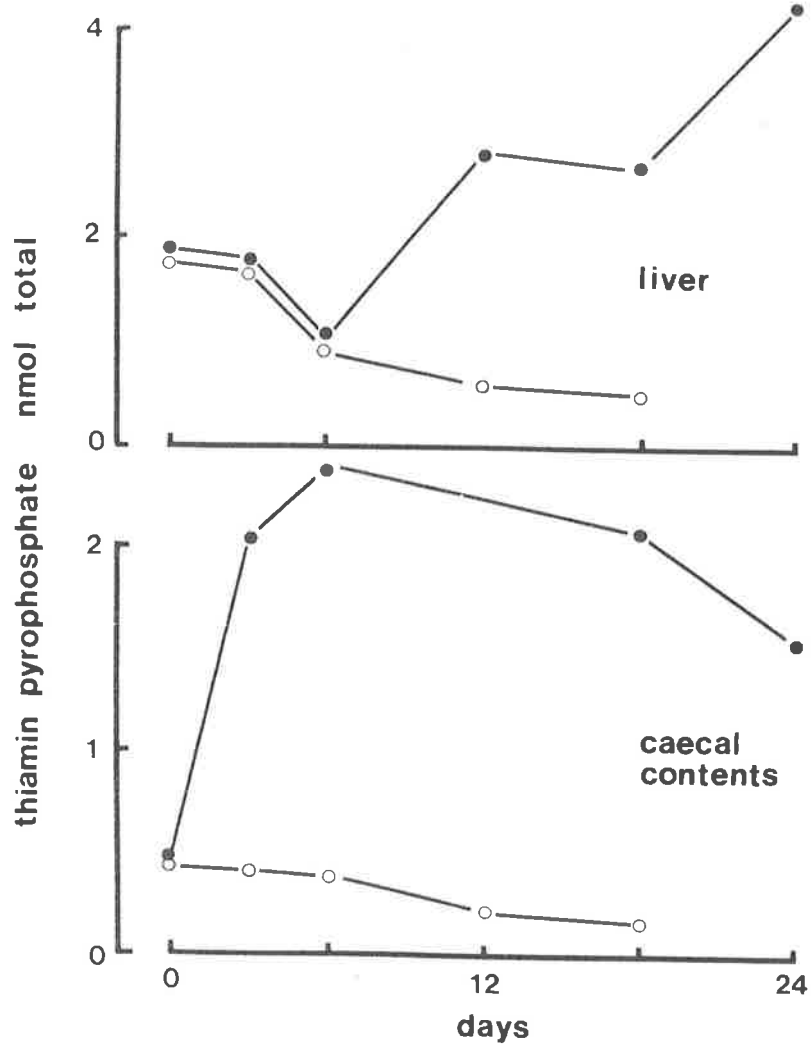 thiamin pyrophosphate nmol total
4
2
0
liver
2
1
0
caecal
contents
0
12
24
days